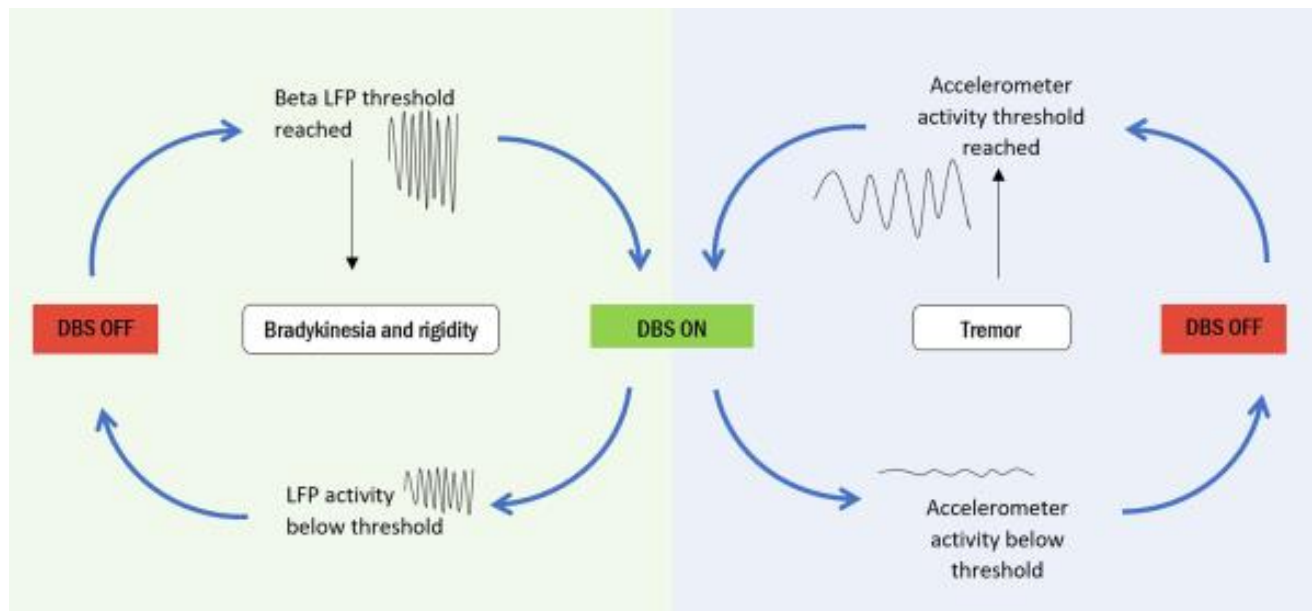 Beta LFP threshold
reached
Accelerometer
activity threshold
reached
DBS OFF
Bradykinesia and rigidity
DBS ON
Tremor
DBS OFF
LFP activity
below threshold
Accelerometer
activity below
threshold